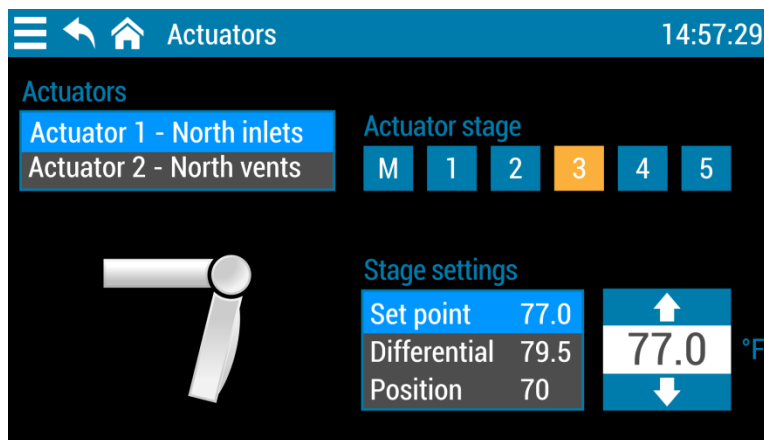 Actuators 14:57:29
Actuators
Actuator 1 - North inlets
Actuator 2 - North vents
Actuator stage
M 1 2 3 4 5
Stage settings
Set point 77.0
Differential 79.5
Position 70
77.0 °F